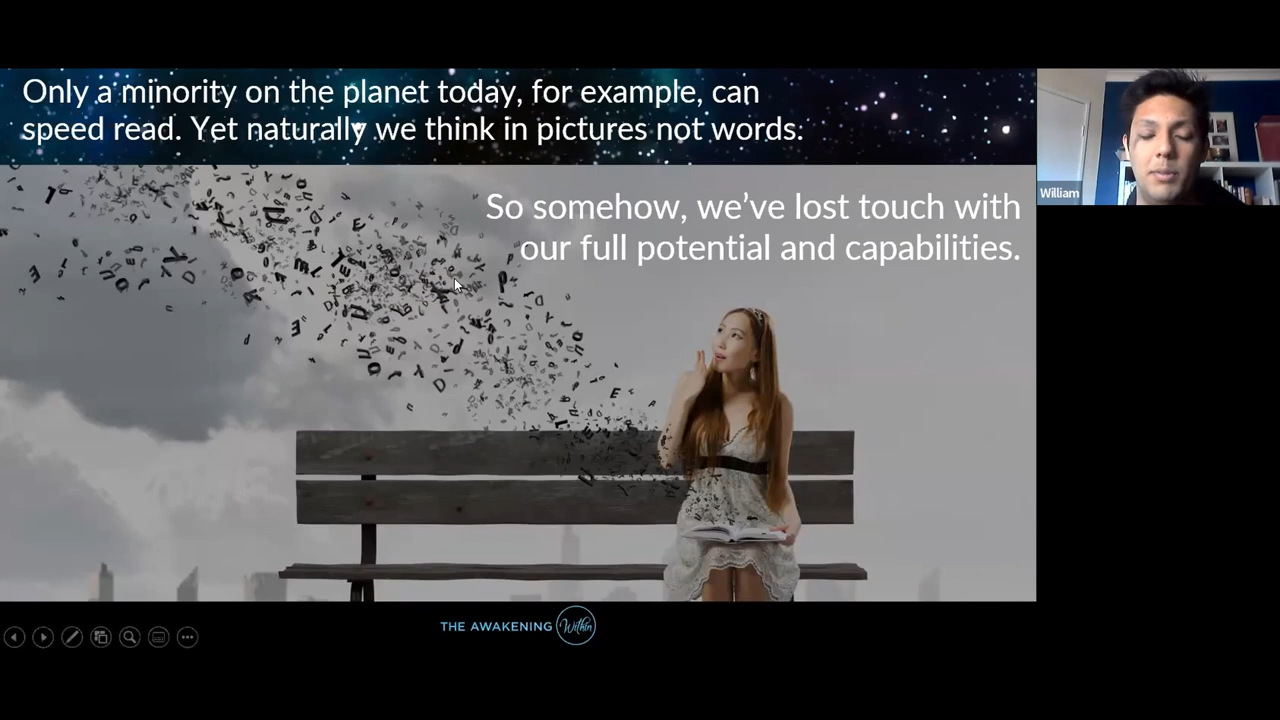 Only a minority on the planet today, for example, can
speed read. Yet naturally we think in pictures not words.
So somehow, we’ve lost touch with
our full potential and capabilities.
William
THE AWAKENING Within